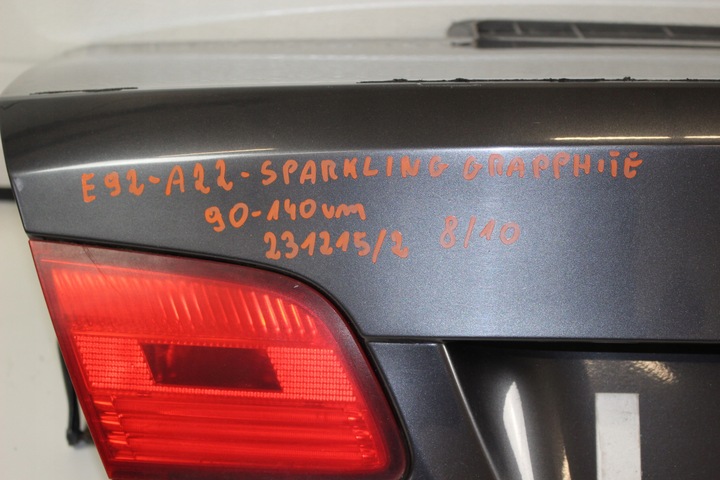 E92-A22-SPARKLING GRAPPHITE
90-140um
231215/2 8/10